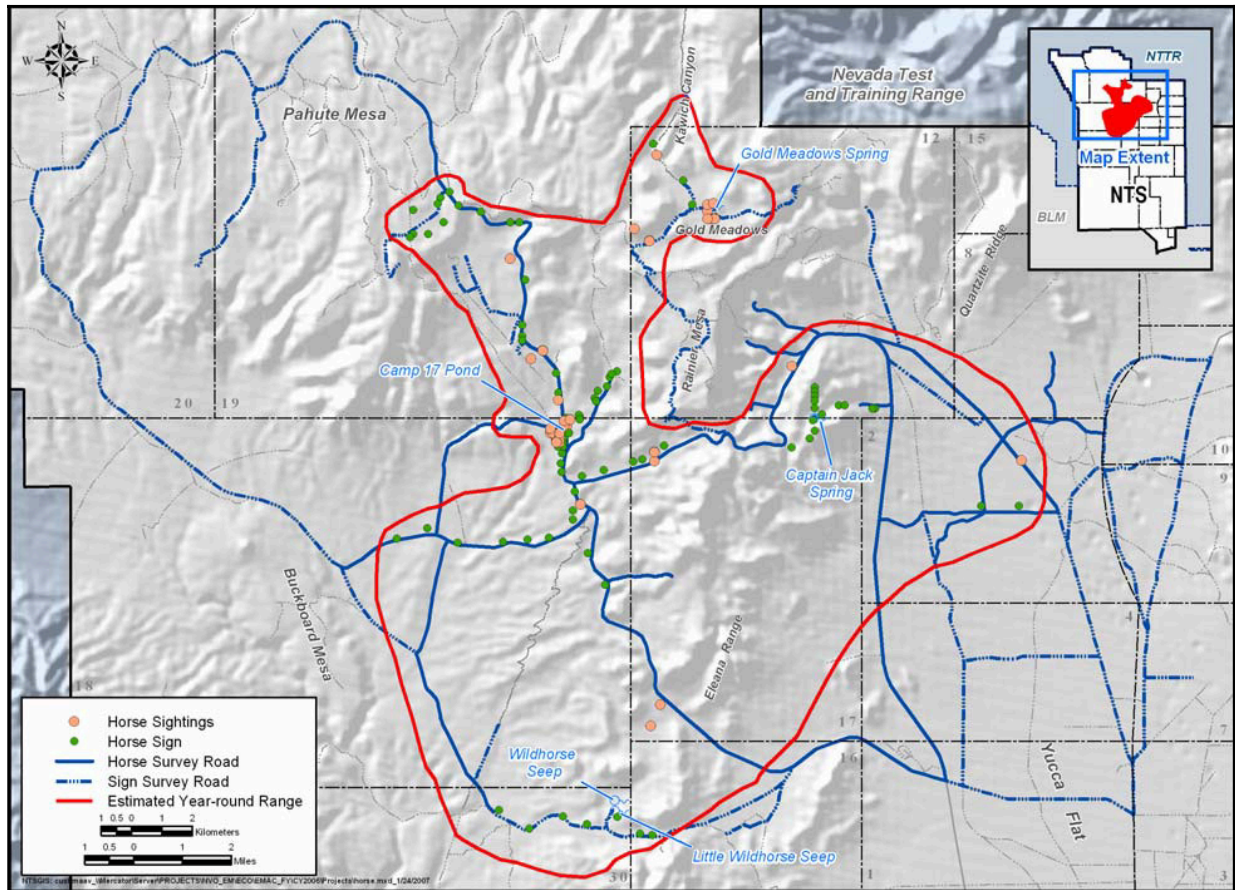 N
W
E
S
Pahute Mesa
Kawich Canyon
Nevada Test
and Training Range
12
15
NTTR
Map Extent
NTS
BLM
Gold Meadows Spring
Gold Meadows
8
Quartzite Ridge
Rainier Mesa
Camp 17 Pond
20
19
2
10
9
Captain Jack
Spring
Buckboard Mesa
Eleana Range
4
18
17
16
7
Yucca Flat
Wildhorse
Seep
Little Wildhorse Seep
30
1
3
Horse Sightings
Horse Sign
Horse Survey Road
Sign Survey Road
Estimated Year-round Range
1 0.5 0 1 2
Kilometers
1 0.5 0 1 2
Miles